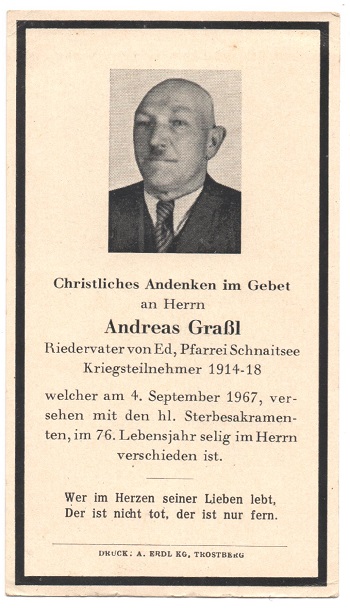 Christliches Andenken im Gebet
an Herrn
Andreas Graßl
Riedervater von Ed, Pfarrei Schnaitsee
Kriegsteilnehmer 1914-18
welcher am 4. September 1967, ver-
sehen mit den hl. Sterbesakramen-
ten, im 76. Lebensjahr selig im Herrn
verschieden ist.
Wer im Herzen seiner Lieben lebt,
Der ist nicht tot, der ist nur fern.
DRUCK: A. ERDL KG, TROSTBERG